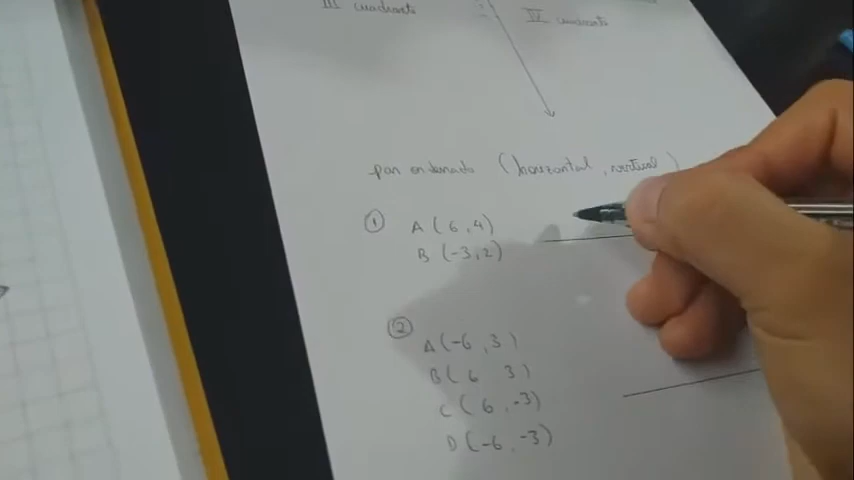 III cuadrante
IV cuadrante
par ordenado (horizontal, vertical)
① A (6,4)
B (-3,2)
② A (-6, 3)
B ( 6 3 )
C ( 6, -3)
D (-6, -3)